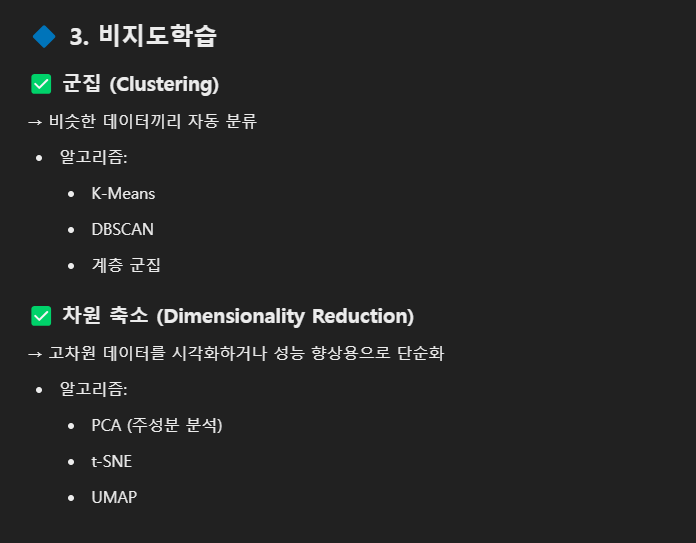 3. 비지도학습
군집 (Clustering)
→ 비슷한 데이터끼리 자동 분류
• 알고리즘:
• K-Means
• DBSCAN
• 계층 군집
차원 축소 (Dimensionality Reduction)
→ 고차원 데이터를 시각화하거나 성능 향상용으로 단순화
• 알고리즘:
• PCA (주성분 분석)
• t-SNE
• UMAP